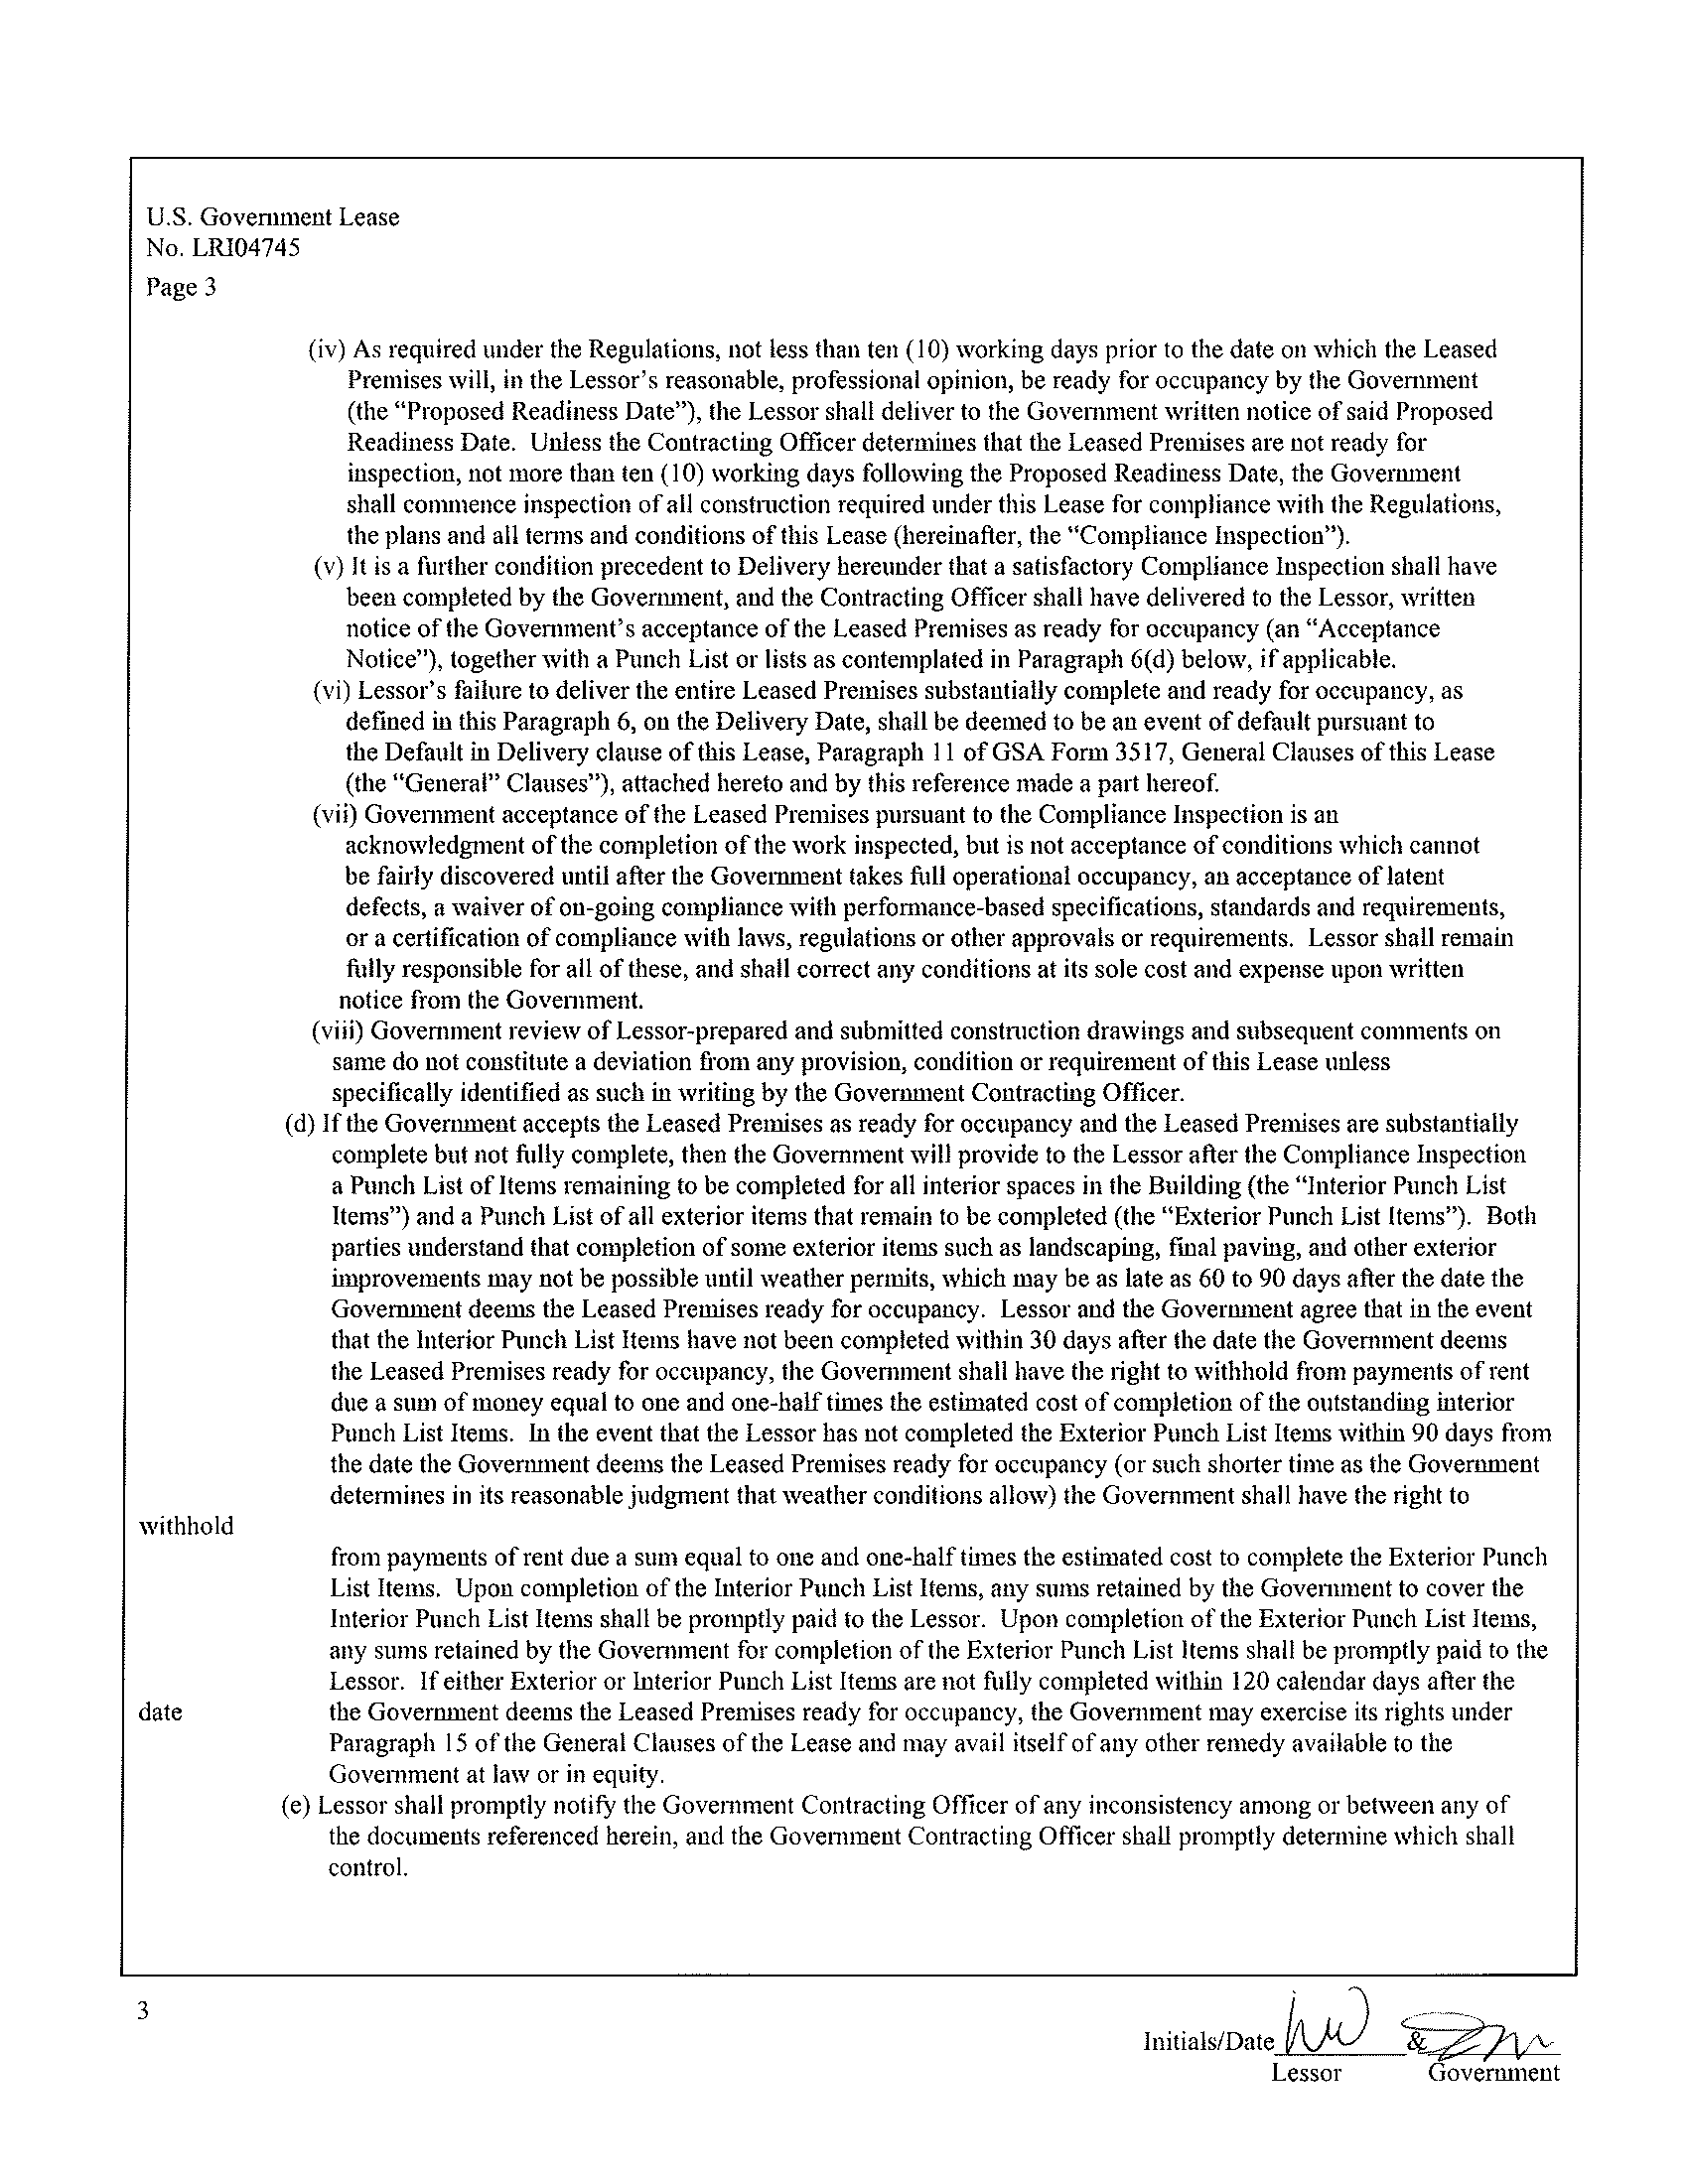 U.S. Government Lease
No. LRI04745
Page 3
(iv) As required under the Regulations, not less than ten (10) working days prior to the date on which the Leased
Premises will, in the Lessor's reasonable, professional opinion, be ready for occupancy by the Government
(the “Proposed Readiness Date”), the Lessor shall deliver to the Government written notice of said Proposed
Readiness Date. Unless the Contracting Officer determines that the Leased Premises are not ready for
inspection, not more than ten (10) working days following the Proposed Readiness Date, the Government
shall commence inspection of all construction required under this Lease for compliance with the Regulations,
the plans and all terms and conditions of this Lease (hereinafter, the “Compliance Inspection”).
(v) It is a further condition precedent to Delivery hereunder that a satisfactory Compliance Inspection shall have
been completed by the Government, and the Contracting Officer shall have delivered to the Lessor, written
notice of the Government's acceptance of the Leased Premises as ready for occupancy (an “Acceptance
Notice”), together with a Punch List or lists as contemplated in Paragraph 6(d) below, if applicable.
(vi) Lessor's failure to deliver the entire Leased Premises substantially complete and ready for occupancy, as
defined in this Paragraph 6, on the Delivery Date, shall be deemed to be an event of default pursuant to
the Default in Delivery clause of this Lease, Paragraph 11 of GSA Form 3517, General Clauses of this Lease
(the “General” Clauses”), attached hereto and by this reference made a part hereof.
(vii) Government acceptance of the Leased Premises pursuant to the Compliance Inspection is an
acknowledgment of the completion of the work inspected, but is not acceptance of conditions which cannot
be fairly discovered until after the Government takes full operational occupancy, an acceptance of latent
defects, a waiver of on-going compliance with performance-based specifications, standards and requirements,
or a certification of compliance with laws, regulations or other approvals or requirements. Lessor shall remain
fully responsible for all of these, and shall correct any conditions at its sole cost and expense upon written
notice from the Government.
(viii) Government review of Lessor-prepared and submitted construction drawings and subsequent comments on
same do not constitute a deviation from any provision, condition or requirement of this Lease unless
specifically identified as such in writing by the Government Contracting Officer.
(d) If the Government accepts the Leased Premises as ready for occupancy and the Leased Premises are substantially
complete but not fully complete, then the Government will provide to the Lessor after the Compliance Inspection
a Punch List of Items remaining to be completed for all interior spaces in the Building (the “Interior Punch List
Items”) and a Punch List of all exterior items that remain to be completed (the “Exterior Punch List Items”). Both
parties understand that completion of some exterior items such as landscaping, final paving, and other exterior
improvements may not be possible until weather permits, which may be as late as 60 to 90 days after the date the
Government deems the Leased Premises ready for occupancy. Lessor and the Government agree that in the event
that the Interior Punch List Items have not been completed within 30 days after the date the Government deems
the Leased Premises ready for occupancy, the Government shall have the right to withhold from payments of rent
due a sum of money equal to one and one-half times the estimated cost of completion of the outstanding interior
Punch List Items. In the event that the Lessor has not completed the Exterior Punch List Items within 90 days from
the date the Government deems the Leased Premises ready for occupancy (or such shorter time as the Government
determines in its reasonable judgment that weather conditions allow) the Government shall have the right to
withhold
from payments of rent due a sum equal to one and one-half times the estimated cost to complete the Exterior Punch
List Items. Upon completion of the Interior Punch List Items, any sums retained by the Government to cover the
Interior Punch List Items shall be promptly paid to the Lessor. Upon completion of the Exterior Punch List Items,
any sums retained by the Government for completion of the Exterior Punch List Items shall be promptly paid to the
Lessor. If either Exterior or Interior Punch List Items are not fully completed within 120 calendar days after the
date the Government deems the Leased Premises ready for occupancy, the Government may exercise its rights under
Paragraph 15 of the General Clauses of the Lease and may avail itself of any other remedy available to the
Government at law or in equity.
(e) Lessor shall promptly notify the Government Contracting Officer of any inconsistency among or between any of
the documents referenced herein, and the Government Contracting Officer shall promptly determine which shall
control.
3
Initials/Date &
Lessor Government